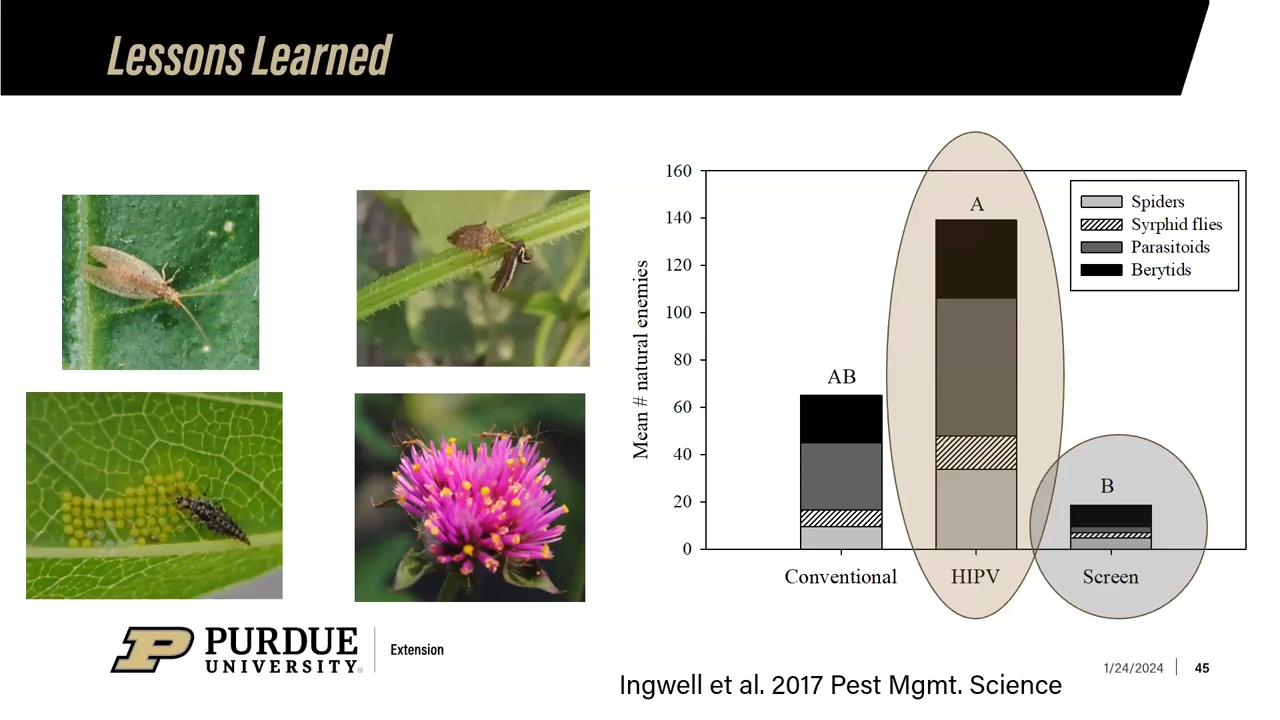 Lessons Learned
160
140
120
100
80
60
40
20
0
Mean # natural enemies
A
AB
B
Spiders
Syrphid flies
Parasitoids
Berytids
Conventional
HIPV
Screen
PURDUE
UNIVERSITY®
Extension
1/24/2024
45
Ingwell et al. 2017 Pest Mgmt. Science